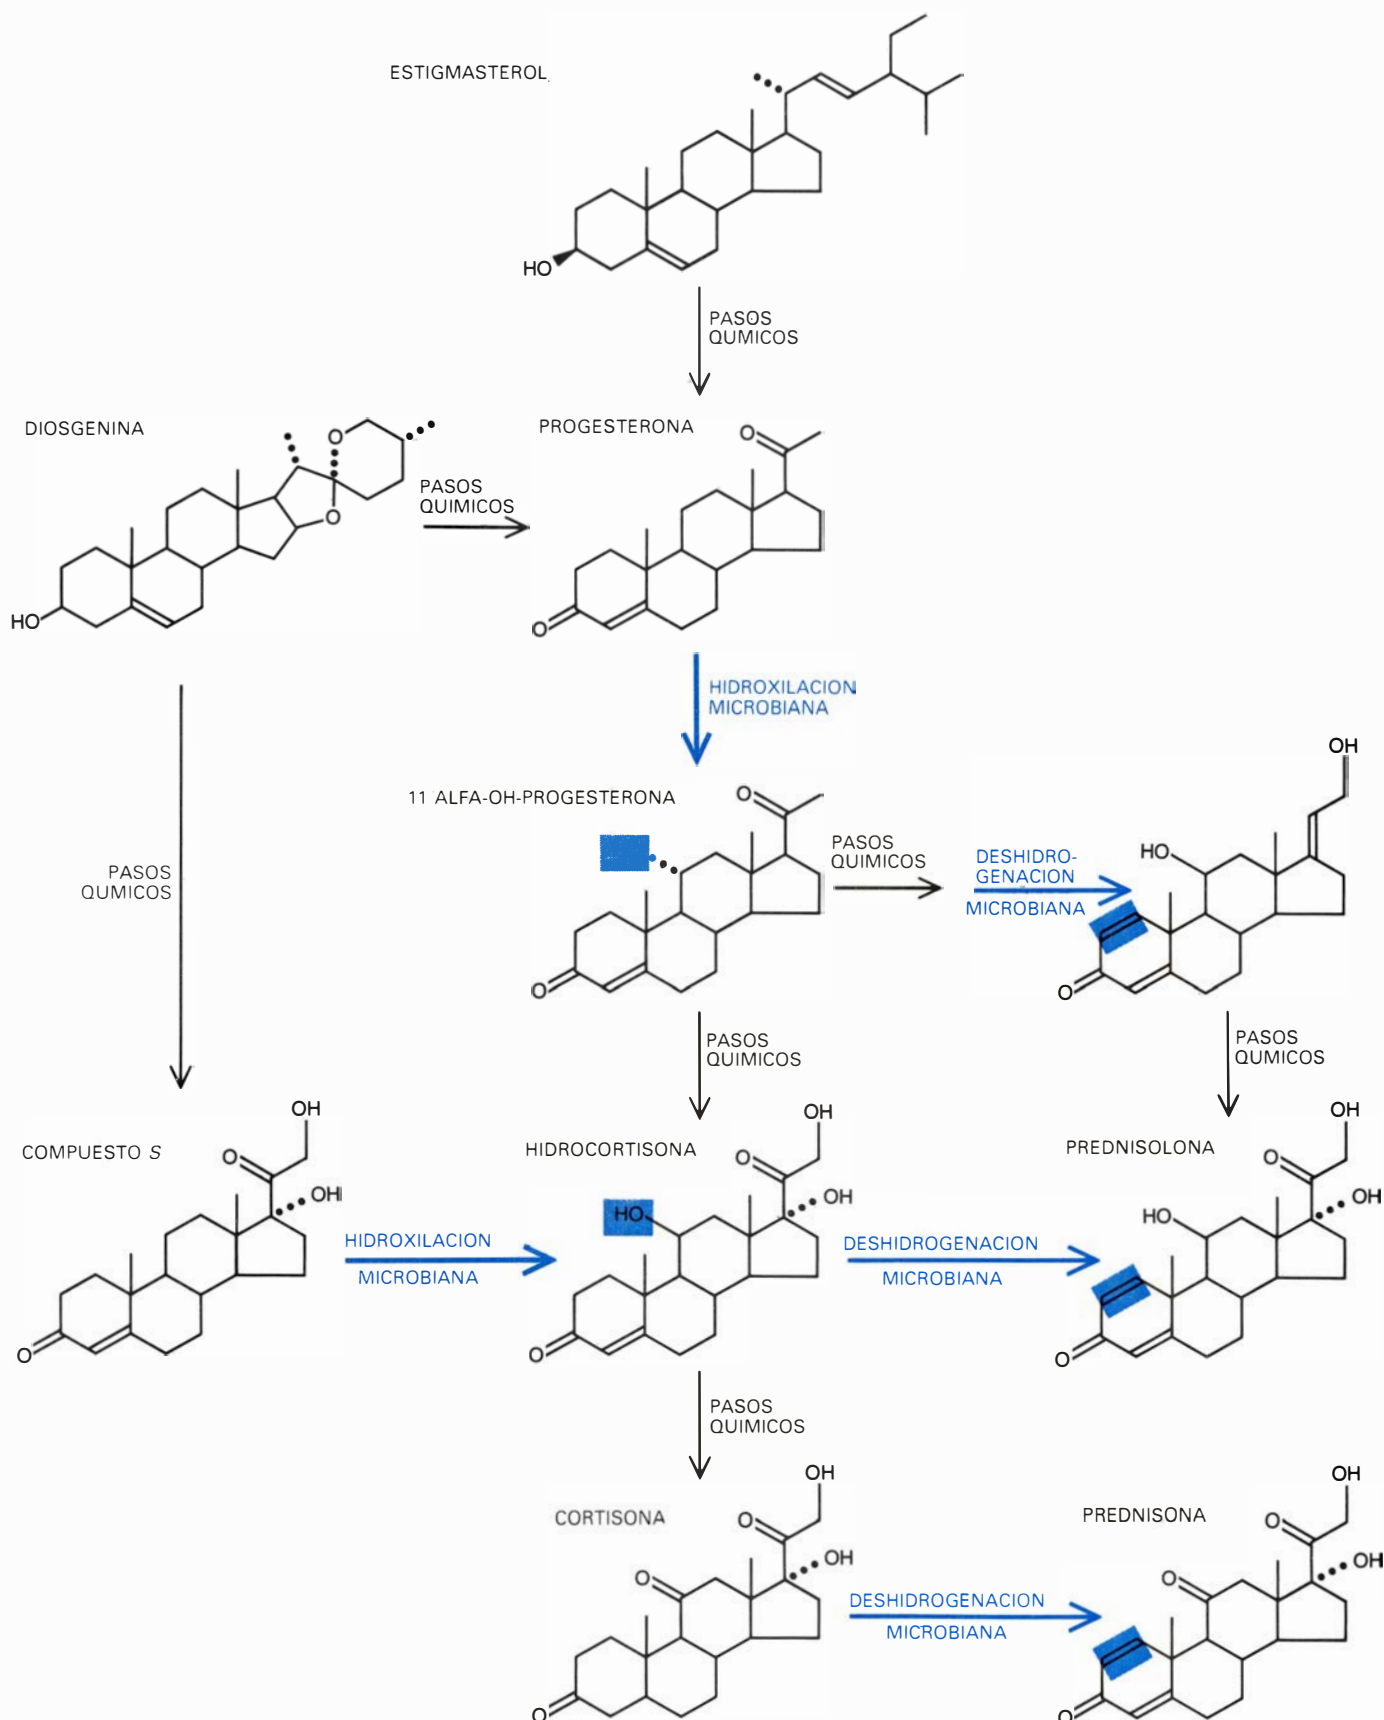 ESTIGMASTEROL
HO
PASOS
QUMICOS
DIOSGENINA
O
O
HO
PASOS
QUIMICOS
PROGESTERONA
O
O
HIDROXILACION
MICROBIANA
PASOS
QUMICOS
11 ALFA-OH-PROGESTERONA
O
O
PASOS
QUIMICOS
DESHIDRO-
GENACION
MICROBIANA
OH
HO
O
PASOS
QUIMICOS
PASOS
QUMICOS
COMPUESTO S
OH
O
OH
O
HIDROXILACION
MICROBIANA
HIDROCORTISONA
OH
O
OH
HO
O
DESHIDROGENACION
MICROBIANA
PREDNISOLONA
OH
O
OH
HO
O
PASOS
QUIMICOS
CORTISONA
OH
O
OH
O
O
DESHIDROGENACION
MICROBIANA
PREDNISONA
OH
O
OH
O
O